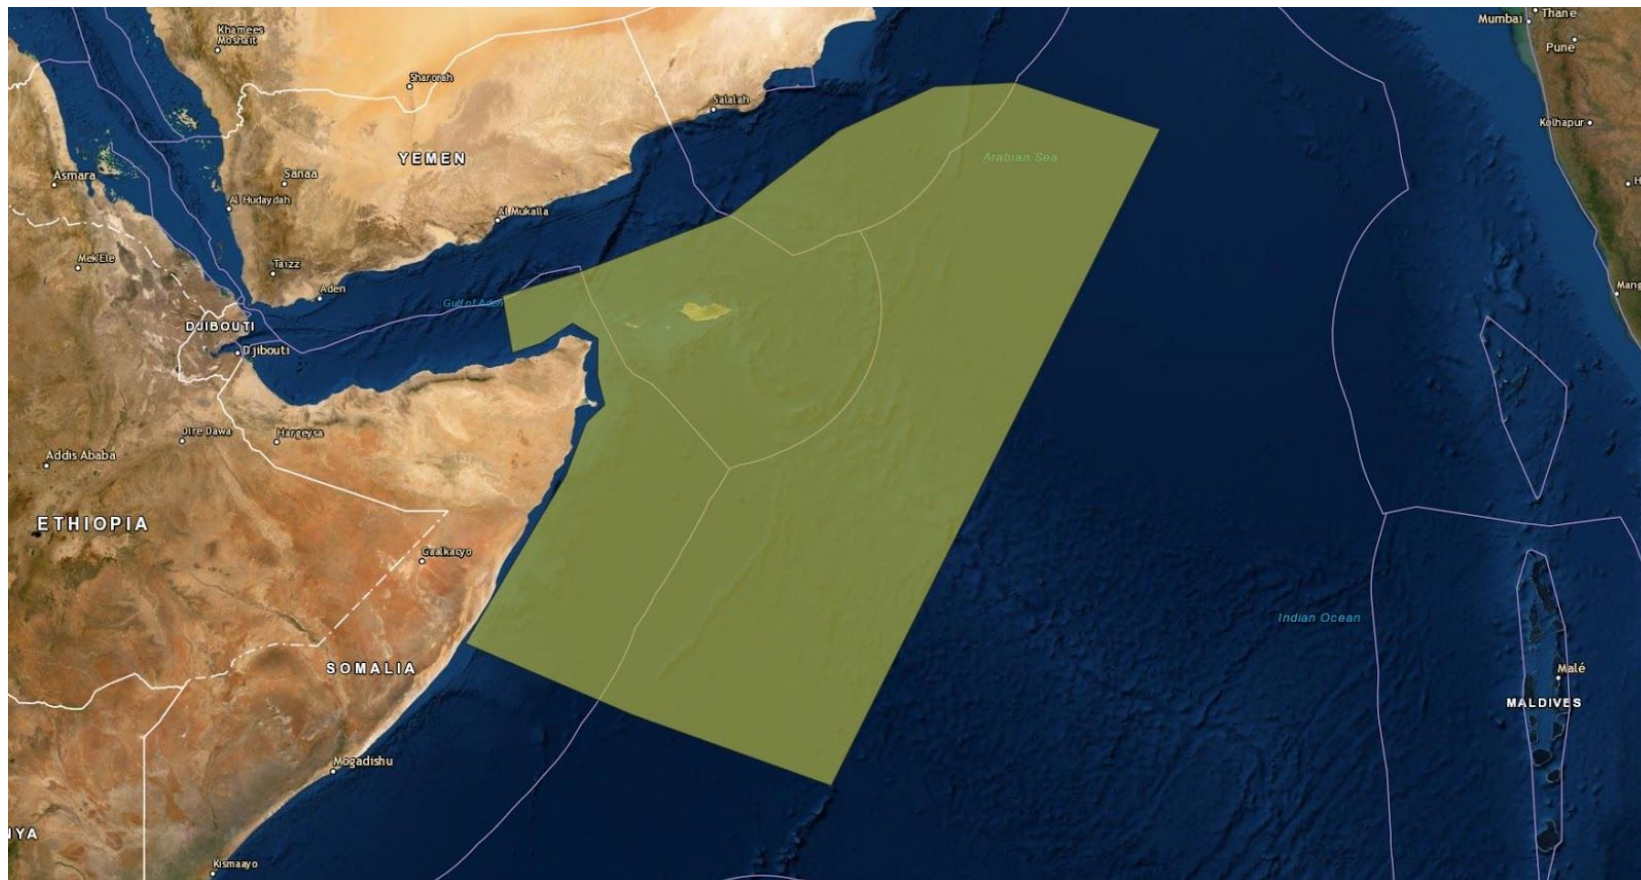 Mumbai
Thane
Khamees
Moshait
Pune
Sharorah
Salalah
Kolhapur
YEMEN
Arabian Sea
Asmara
Sanaa
H
Al Hudaydah
Al Mukalla
Mek'Ele
Taizz
Mang
Aden
Gulf of Aden
DJIBOUTI
Djibouti
Dire Dawa
Hargeysa
Addis Ababa
ETHIOPIA
Gaalkacyo
Indian Ocean
SOMALIA
Malé
MALDIVES
Mogadishu
NYA
Kismaayo